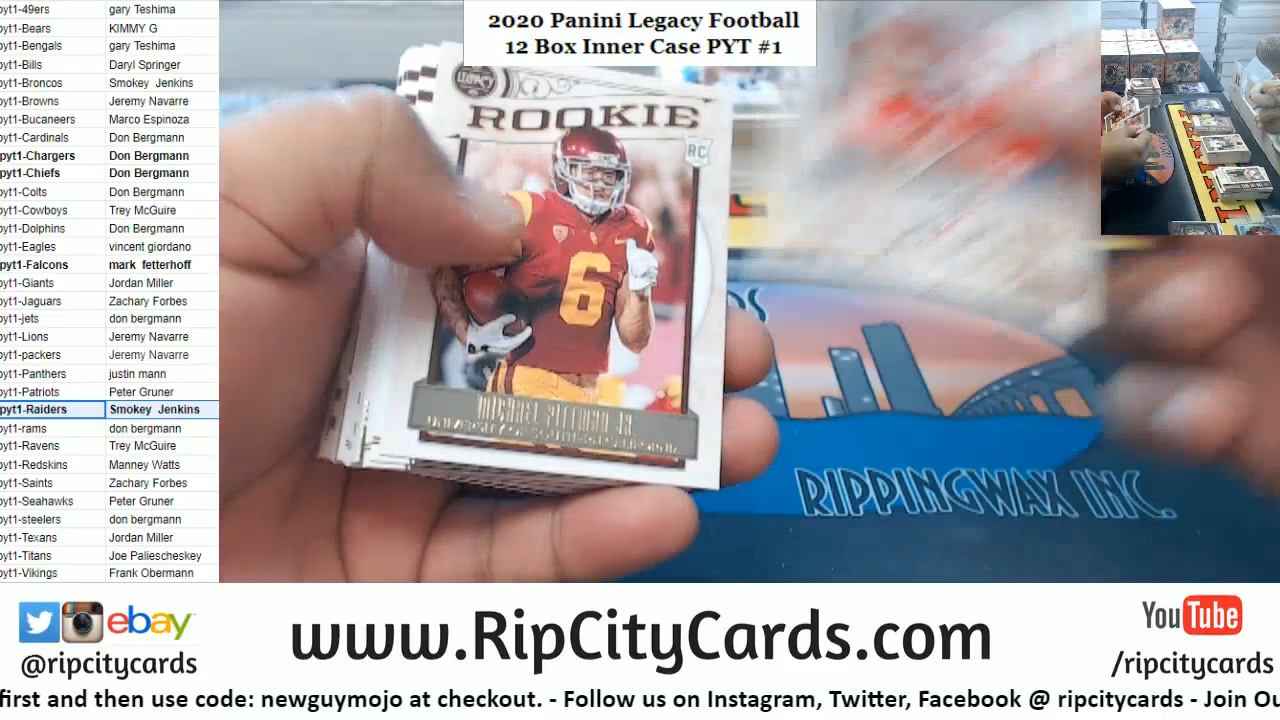 pyt1-49ers gary Teshima
pyt1-Bears KIMMY G
pyt1-Bengals gary Teshima
pyt1-Bills Daryl Springer
pyt1-Broncos Smokey Jenkins
pyt1-Browns Jeremy Navarre
pyt1-Bucaneers Marco Espinoza
pyt1-Cardinals Don Bergmann
pyt1-Chargers Don Bergmann
pyt1-Chiefs Don Bergmann
pyt1-Colts Don Bergmann
pyt1-Cowboys Trey McGuire
pyt1-Dolphins Don Bergmann
pyt1-Eagles vincent giordano
pyt1-Falcons mark fetterhoff
pyt1-Giants Jordan Miller
pyt1-Jaguars Zachary Forbes
pyt1-jets don bergmann
pyt1-Lions Jeremy Navarre
pyt1-packers Jeremy Navarre
pyt1-Panthers justin mann
pyt1-Patriots Peter Gruner
pyt1-Raiders Smokey Jenkins
pyt1-rams don bergmann
pyt1-Ravens Trey McGuire
pyt1-Redskins Manney Watts
pyt1-Saints Zachary Forbes
pyt1-Seahawks Peter Gruner
pyt1-steelers don bergmann
pyt1-Texans Jordan Miller
pyt1-Titans Joe Paliescheskey
pyt1-Vikings Frank Obermann
2020 Panini Legacy Football
12 Box Inner Case PYT #1
LEGACY
ROOKIE
RC
6
RIPPINGWAX INC.
ebay
@ripcitycards
www.RipCityCards.com
YouTube
/ripcitycards
first and then use code: newguymojo at checkout. - Follow us on Instagram, Twitter, Facebook @ ripcitycards - Join Ou